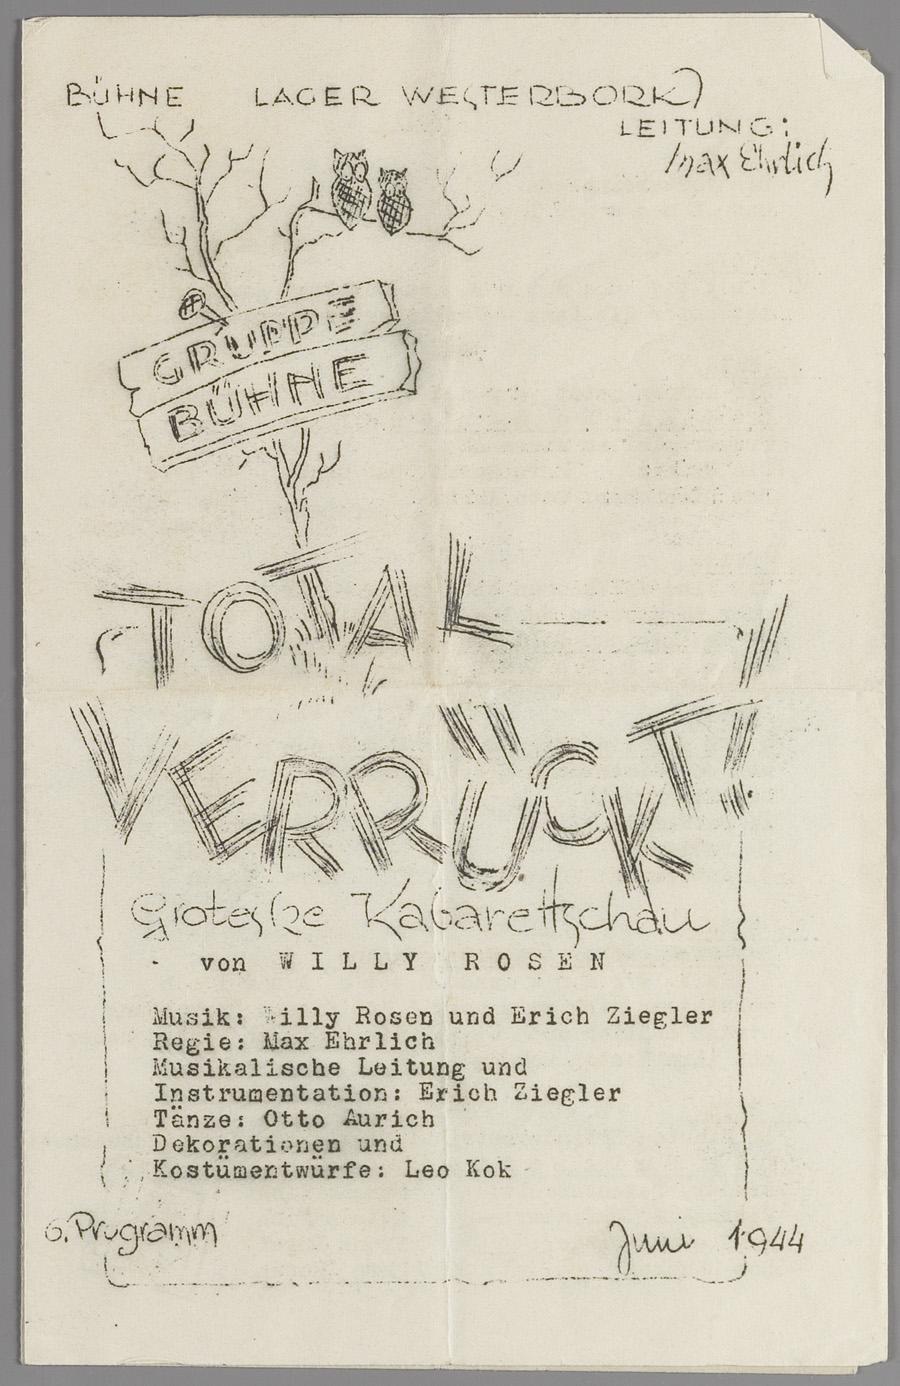 BÜHNE LAGER WESTERBORK
LEITUNG:
Max Ehrlich
GRUPPE
BÜHNE
TOTAL
VERRÜCKT!
Groteske Kabarettschau
von WILLY ROSEN
Musik: Willy Rosen und Erich Ziegler
Regie: Max Ehrlich
Musikalische Leitung und
Instrumentation: Erich Ziegler
Tänze: Otto Aurich
Dekorationen und
Kostümentwürfe: Leo Kok
6. Programm
Juni 1944